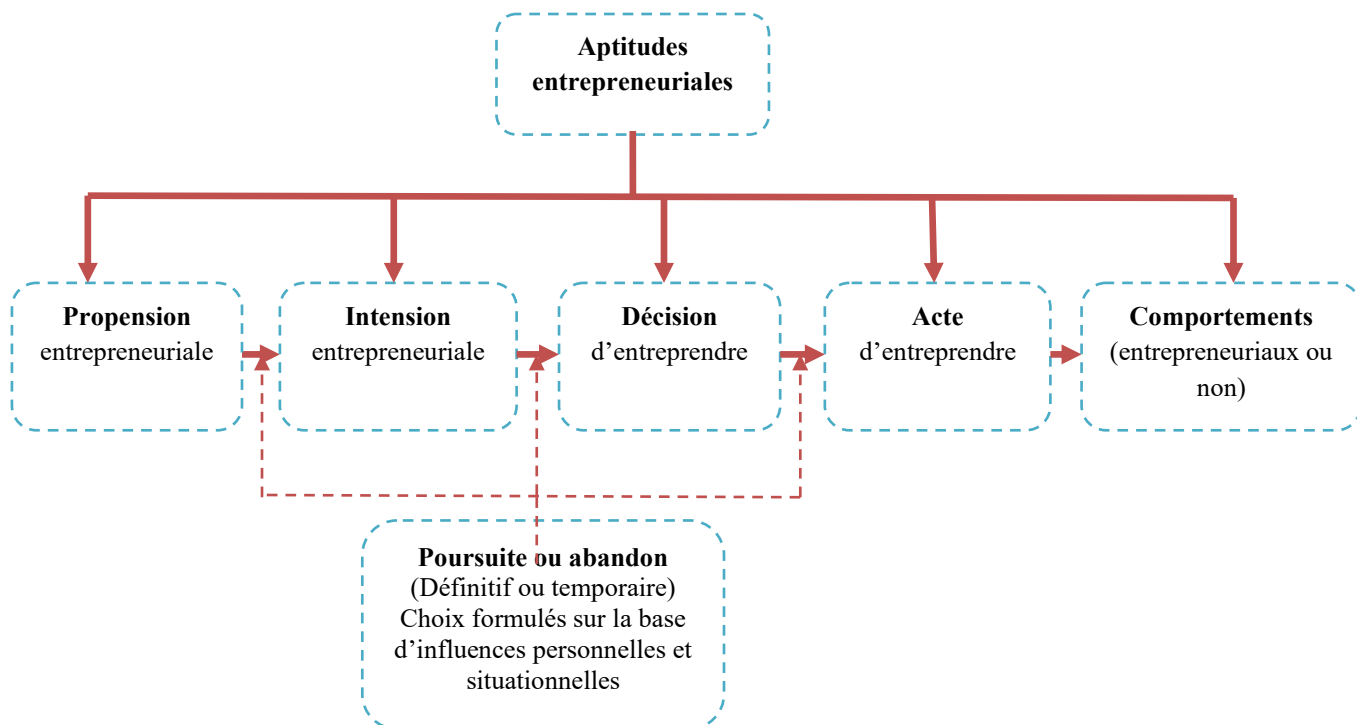 Aptitudes
entrepreneuriales
Propension
entrepreneuriale
Intension
entrepreneuriale
Décision
d’entreprendre
Acte
d’entreprendre
Comportements
(entrepreneuriaux ou
non)
Poursuite ou abandon
(Définitif ou temporaire)
Choix formulés sur la base
d’influences personnelles et
situationnelles